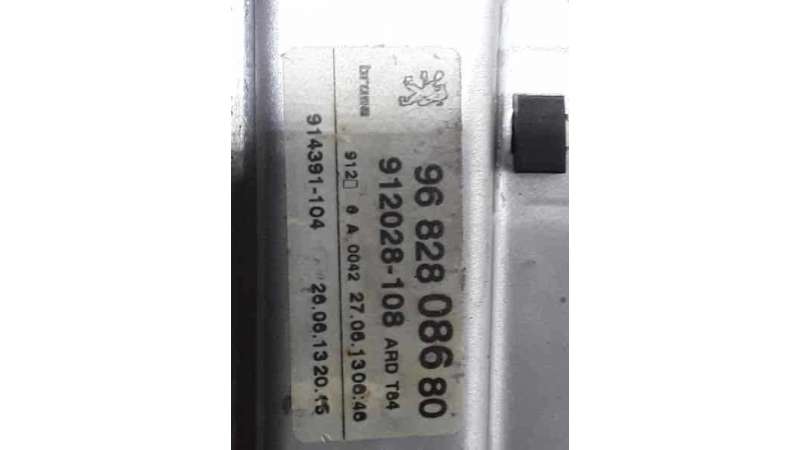 96 828 086 80
912028-108 ARD T84
912□ 6 A 0042 27.06.13 06:46
914391-104 26.06.13 20.15